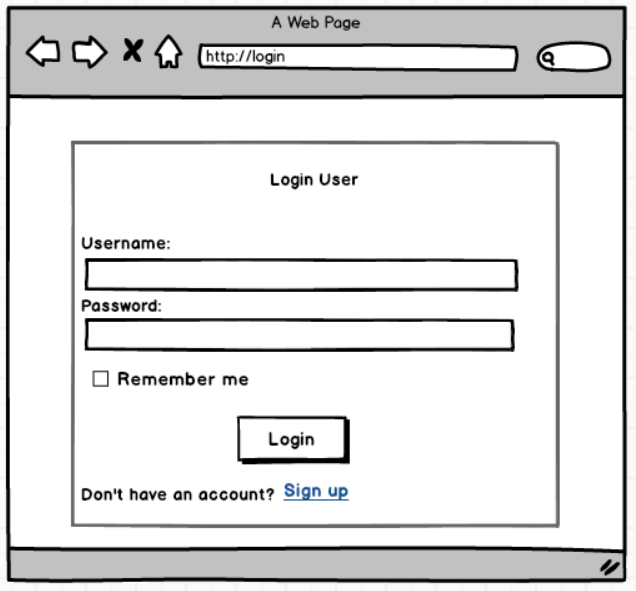 A Web Page
http://login
Login User
Username:
Password:
Remember me
Login
Don't have an account? Sign up